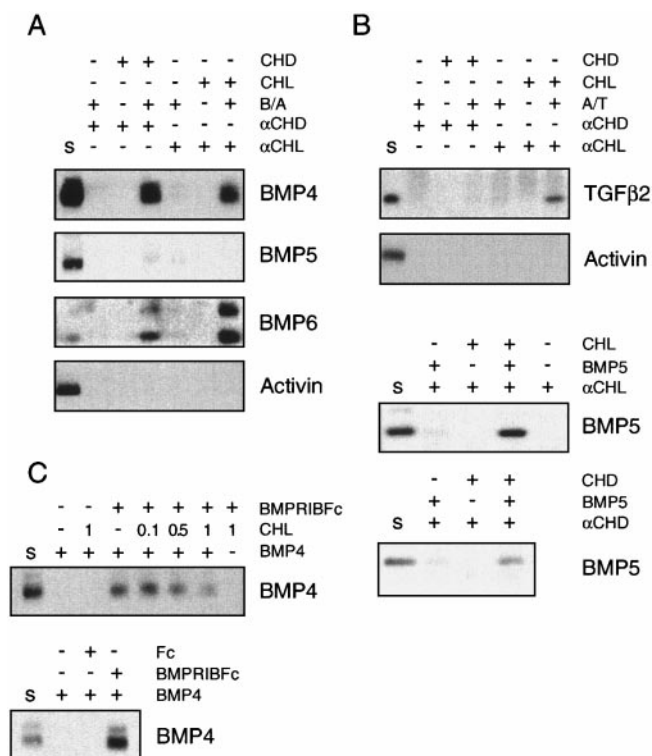 A
- + + - - - CHD
- - - - + + CHL
+ - + + - + B/A
+ + + - - - αCHD
S - - - + + + αCHL
BMP4
BMP5
BMP6
Activin
B
- + + - - - CHD
- - - - + + CHL
+ - + + - + A/T
+ + + - - - αCHD
S - - - + + + αCHL
TGFβ2
Activin
- + + - CHL
+ - + - BMP5
S + + + + αCHL
BMP5
- + + CHD
+ - + BMP5
S + + + αCHD
BMP5
C
- - + + + + + BMPRIBFc
- 1 - 0.1 0.5 1 1 CHL
S + + + + + + - BMP4
BMP4
- + - Fc
- - + BMPRIBFc
S + + + BMP4
BMP4